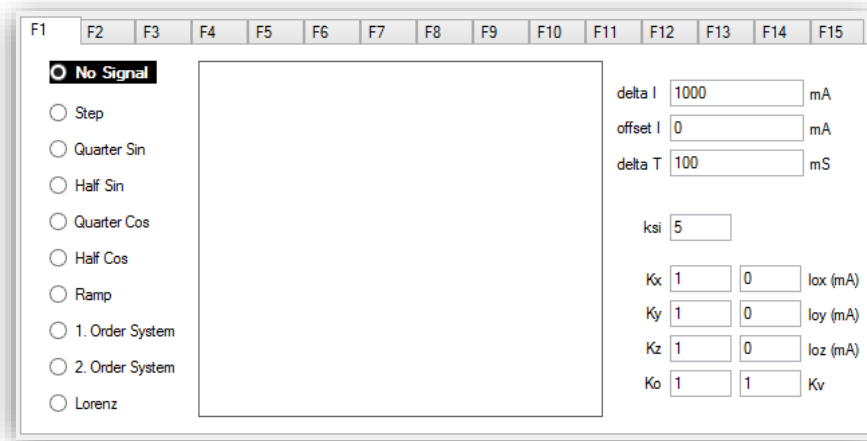 F1 F2 F3 F4 F5 F6 F7 F8 F9 F10 F11 F12 F13 F14 F15
No Signal
Step
Quarter Sin
Half Sin
Quarter Cos
Half Cos
Ramp
1. Order System
2. Order System
Lorenz
delta I 1000 mA
offset I 0 mA
delta T 100 mS
ksi 5
Kx 1 0 Iox (mA)
Ky 1 0 Ioy (mA)
Kz 1 0 Ioz (mA)
Ko 1 1 Kv